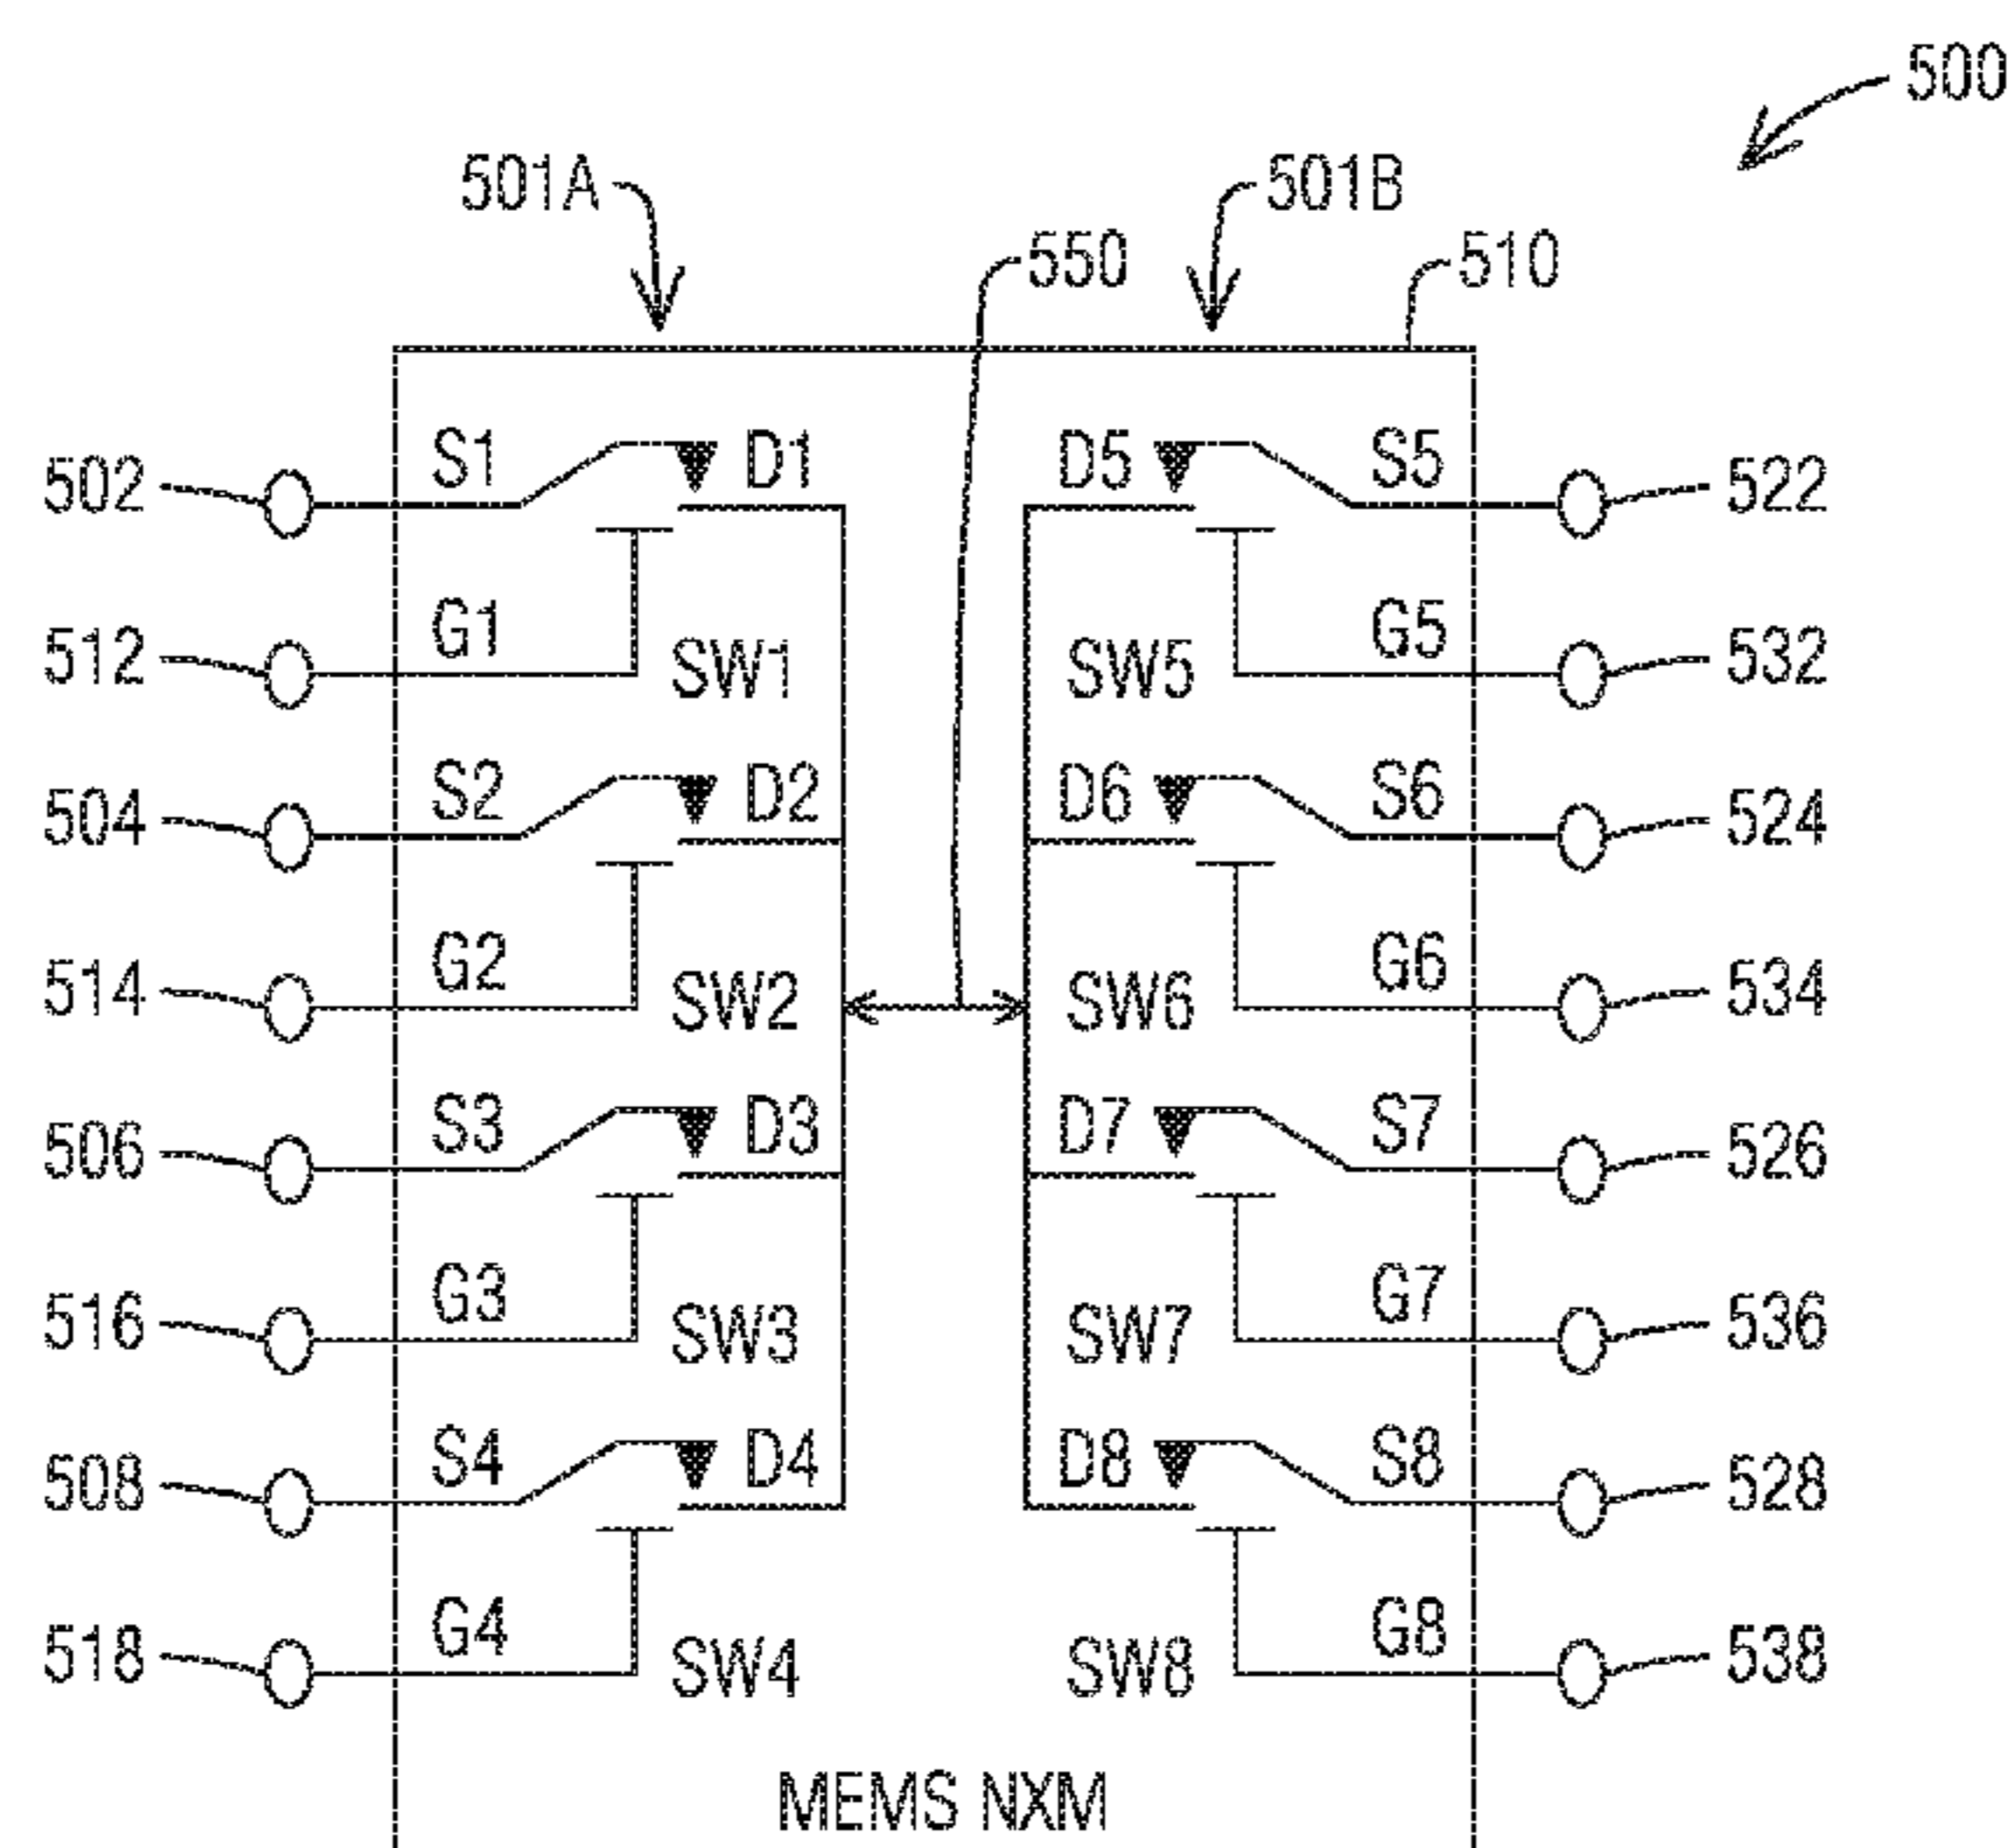 500
501A 501B
550 510
S1 D1 D5 S5
502 522
G1 G5
512 SW1 SW5 532
S2 D2 D6 S6
504 524
G2 G6
514 SW2 SW6 534
S3 D3 D7 S7
506 526
G3 G7
516 SW3 SW7 536
S4 D4 D8 S8
508 528
G4 G8
518 SW4 SW8 538
MEMS NXM